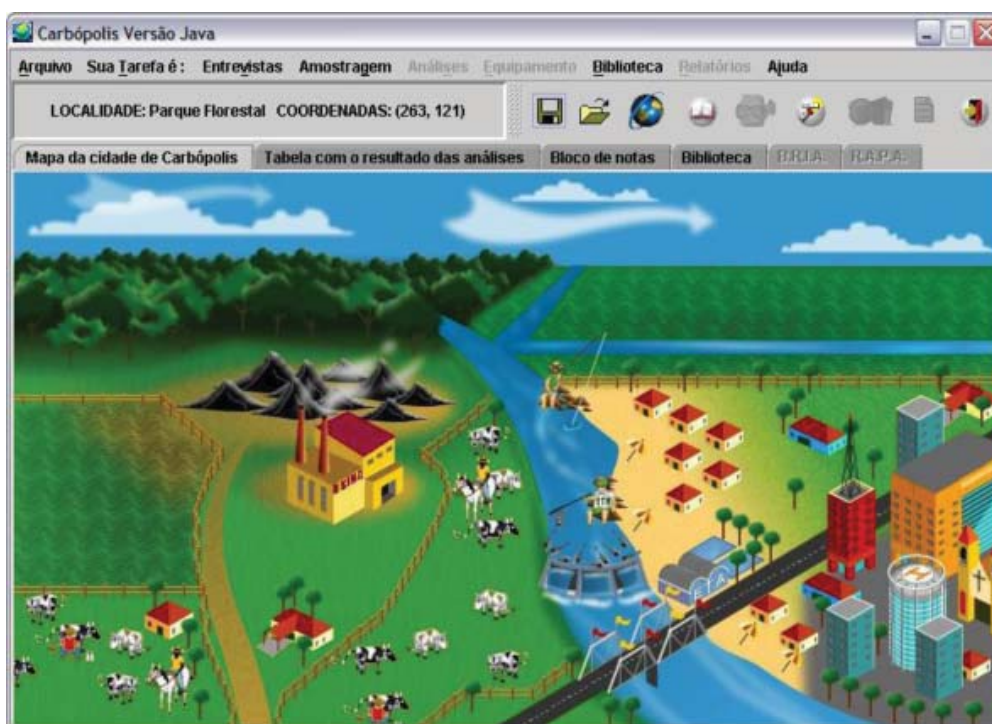 Carbópolis Versão Java
Arquivo Sua Tarefa é : Entrevistas Amostragem Análises Equipamento Biblioteca Relatórios Ajuda
LOCALIDADE: Parque Florestal COORDENADAS: (263, 121)
Mapa da cidade de Carbópolis Tabela com o resultado das análises Bloco de notas Biblioteca B.R.I.A. R.A.P.A.
H